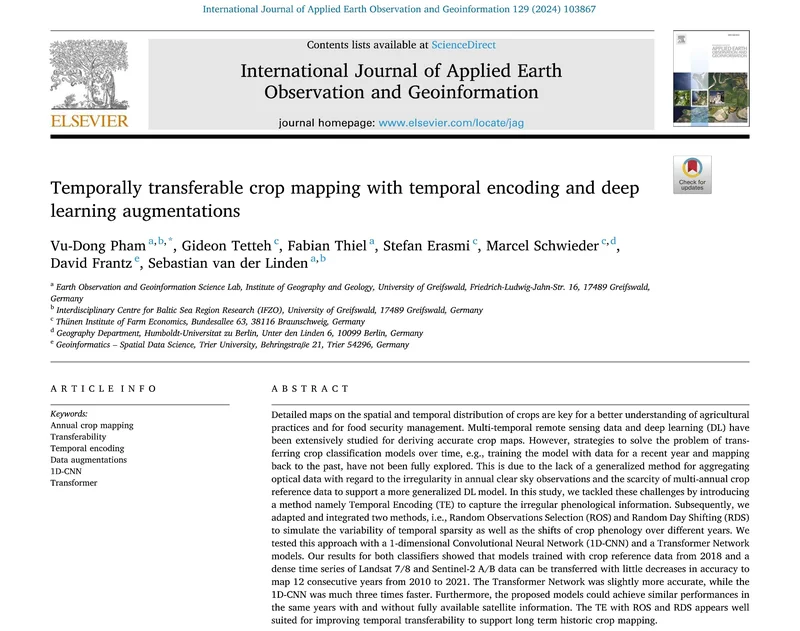 International Journal of Applied Earth Observation and Geoinformation 129 (2024) 103867
Contents lists available at ScienceDirect
International Journal of Applied Earth
Observation and Geoinformation
journal homepage: www.elsevier.com/locate/jag
ELSEVIER
Check for
updates
Temporally transferable crop mapping with temporal encoding and deep
learning augmentations
Vu-Dong Pham a,b,*, Gideon Tetteh c, Fabian Thiel a, Stefan Erasmi c, Marcel Schwieder c,d,
David Frantz e, Sebastian van der Linden a,b
a Earth Observation and Geoinformation Science Lab, Institute of Geography and Geology, University of Greifswald, Friedrich-Ludwig-Jahn-Str. 16, 17489 Greifswald,
Germany
b Interdisciplinary Centre for Baltic Sea Region Research (IFZO), University of Greifswald, 17489 Greifswald, Germany
c Thünen Institute of Farm Economics, Bundesallee 63, 38116 Braunschweig, Germany
d Geography Department, Humboldt-Universitat zu Berlin, Unter den Linden 6, 10099 Berlin, Germany
e Geoinformatics – Spatial Data Science, Trier University, Behringstraße 21, Trier 54296, Germany
ARTICLE INFO
Keywords:
Annual crop mapping
Transferability
Temporal encoding
Data augmentations
1D-CNN
Transformer
ABSTRACT
Detailed maps on the spatial and temporal distribution of crops are key for a better understanding of agricultural
practices and for food security management. Multi-temporal remote sensing data and deep learning (DL) have
been extensively studied for deriving accurate crop maps. However, strategies to solve the problem of trans-
ferring crop classification models over time, e.g., training the model with data for a recent year and mapping
back to the past, have not been fully explored. This is due to the lack of a generalized method for aggregating
optical data with regard to the irregularity in annual clear sky observations and the scarcity of multi-annual crop
reference data to support a more generalized DL model. In this study, we tackled these challenges by introducing
a method namely Temporal Encoding (TE) to capture the irregular phenological information. Subsequently, we
adapted and integrated two methods, i.e., Random Observations Selection (ROS) and Random Day Shifting (RDS)
to simulate the variability of temporal sparsity as well as the shifts of crop phenology over different years. We
tested this approach with a 1-dimensional Convolutional Neural Network (1D-CNN) and a Transformer Network
models. Our results for both classifiers showed that models trained with crop reference data from 2018 and a
dense time series of Landsat 7/8 and Sentinel-2 A/B data can be transferred with little decreases in accuracy to
map 12 consecutive years from 2010 to 2021. The Transformer Network was slightly more accurate, while the
1D-CNN was much three times faster. Furthermore, the proposed models could achieve similar performances in
the same years with and without fully available satellite information. The TE with ROS and RDS appears well
suited for improving temporal transferability to support long term historic crop mapping.